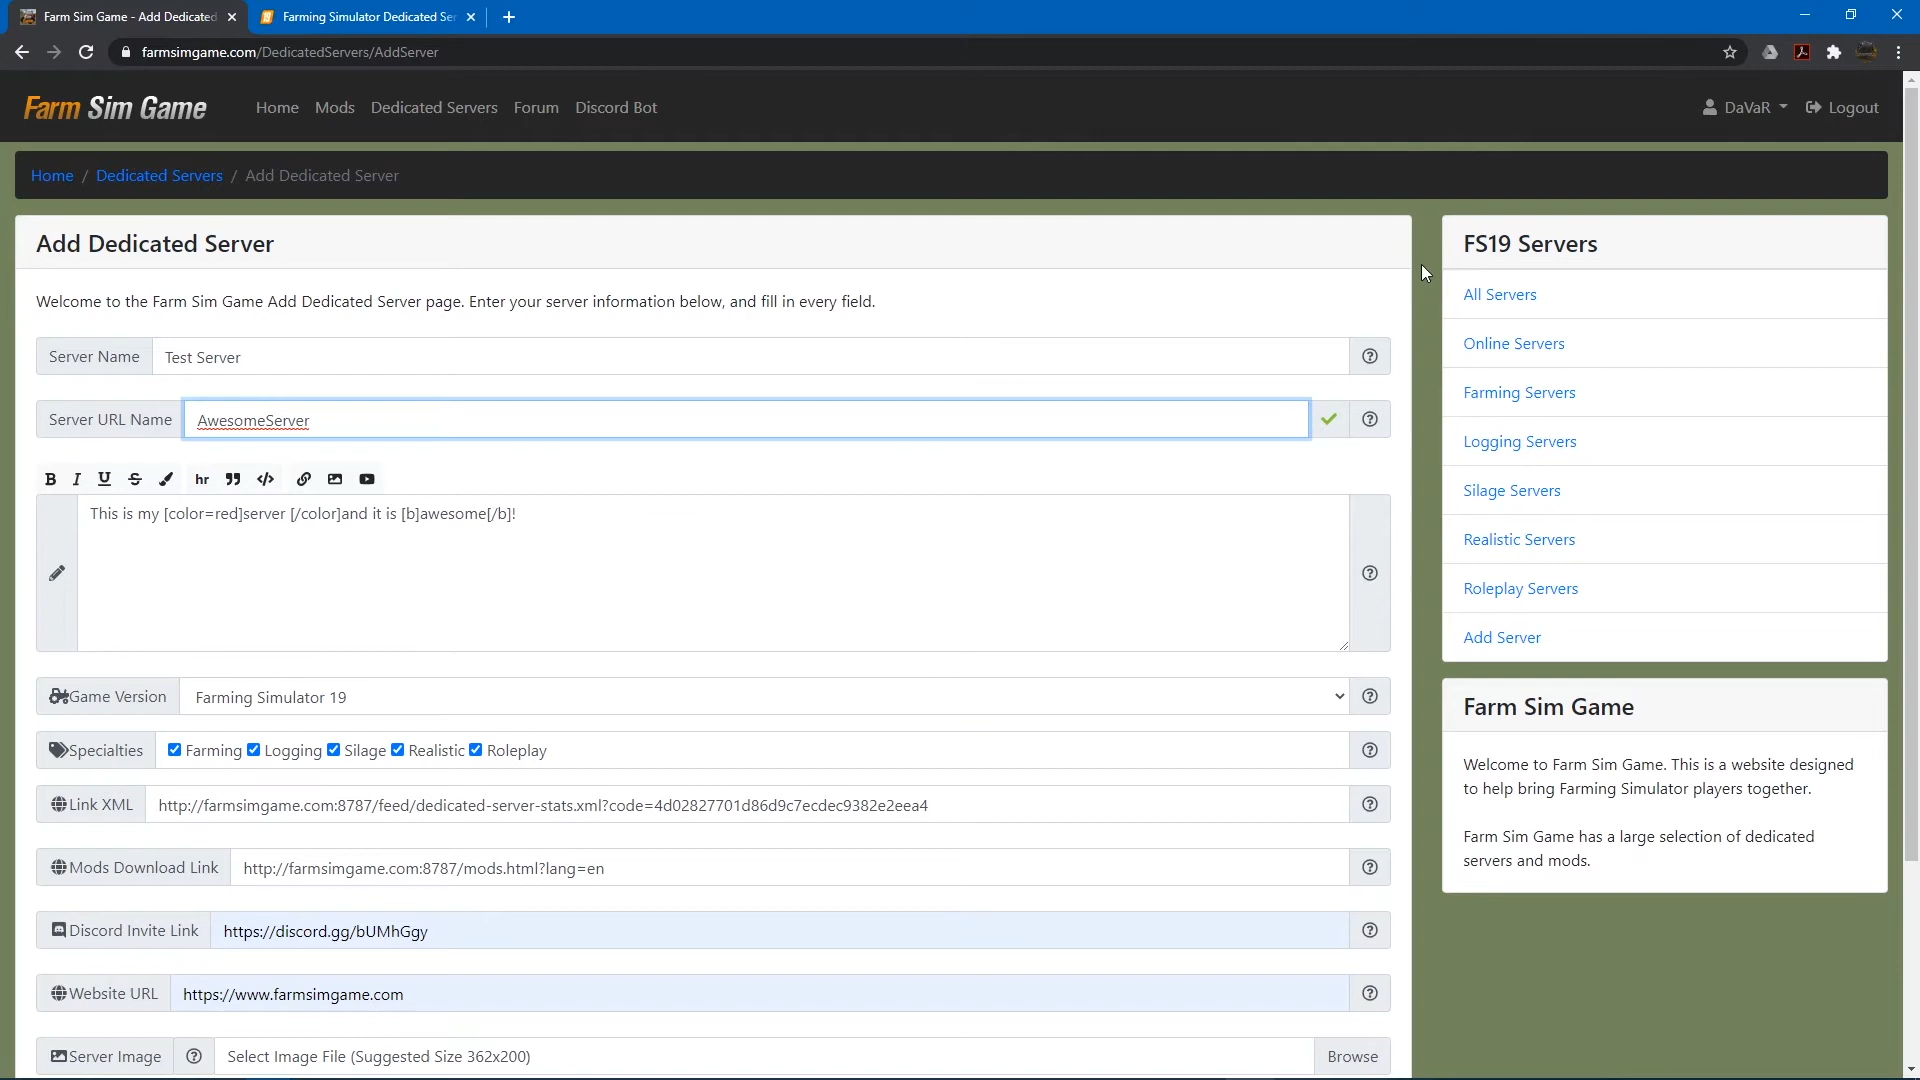 Farm Sim Game - Add Dedicated
Farming Simulator Dedicated Ser
farmsimgame.com/DedicatedServers/AddServer
Farm Sim Game
Home Mods Dedicated Servers Forum Discord Bot
DaVaR
Logout
Home / Dedicated Servers / Add Dedicated Server
Add Dedicated Server
Welcome to the Farm Sim Game Add Dedicated Server page. Enter your server information below, and fill in every field.
Server Name Test Server
Server URL Name AwesomeServer
B I U S hr
This is my [color=red]server [/color]and it is [b]awesome[/b]!
Game Version Farming Simulator 19
Specialties Farming Logging Silage Realistic Roleplay
Link XML http://farmsimgame.com:8787/feed/dedicated-server-stats.xml?code=4d02827701d86d9c7ecdec9382e2eea4
Mods Download Link http://farmsimgame.com:8787/mods.html?lang=en
Discord Invite Link https://discord.gg/bUMhGgy
Website URL https://www.farmsimgame.com
Server Image Select Image File (Suggested Size 362x200) Browse
FS19 Servers
All Servers
Online Servers
Farming Servers
Logging Servers
Silage Servers
Realistic Servers
Roleplay Servers
Add Server
Farm Sim Game
Welcome to Farm Sim Game. This is a website designed
to help bring Farming Simulator players together.
Farm Sim Game has a large selection of dedicated
servers and mods.